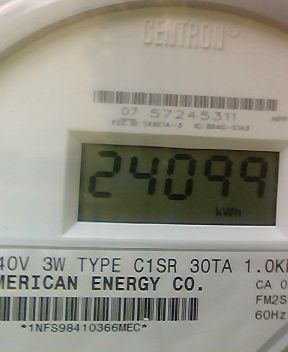 CENTRON®
07 57245311
24099
kWh
40V 3W TYPE C1SR 30TA 1.0K
MERICAN ENERGY CO.
CA 0
FM2S
60Hz
*1NFS98410366MEC*